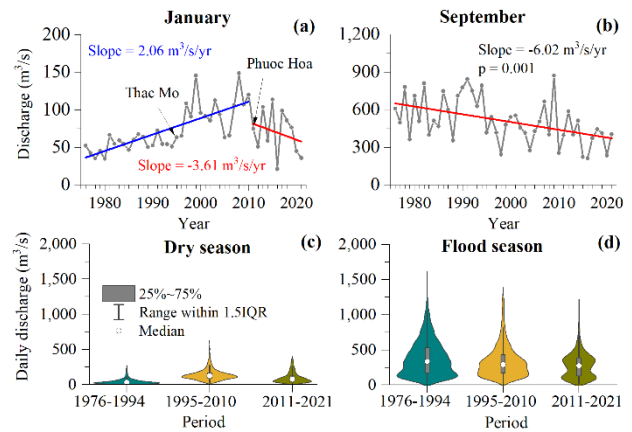 January
(a)
Slope = 2.06 m³/s/yr
Phuoc Hoa
Thac Mo
Slope = -3.61 m³/s/yr
Discharge (m³/s)
200
150
100
50
0
1980
1990
2000
2010
2020
Year
September
(b)
Slope = -6.02 m³/s/yr
p = 0.001
1,200
900
600
300
0
1980
1990
2000
2010
2020
Year
Dry season
(c)
25%~75%
Range within 1.5IQR
Median
Daily discharge (m³/s)
2,000
1,500
1,000
500
0
1976-1994
1995-2010
2011-2021
Period
Flood season
(d)
2,000
1,500
1,000
500
0
1976-1994
1995-2010
2011-2021
Period